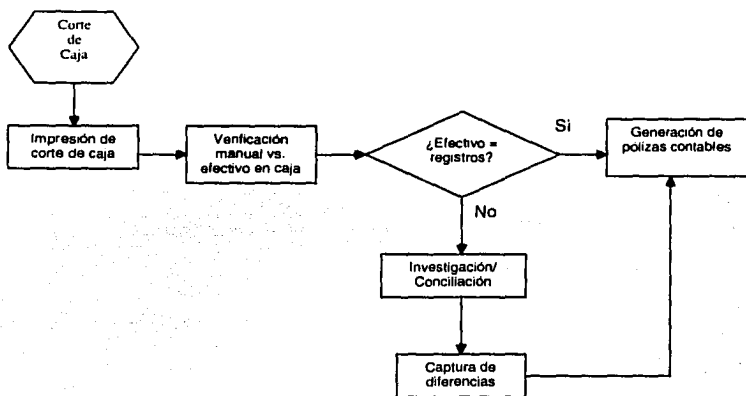 Corte
de
Caja
Impresión de
corte de caja
Verificación
manual vs.
efectivo en caja
¿Efectivo =
registros?
Si
Generación de
pólizas contables
No
Investigación/
Conciliación
Captura de
diferencias